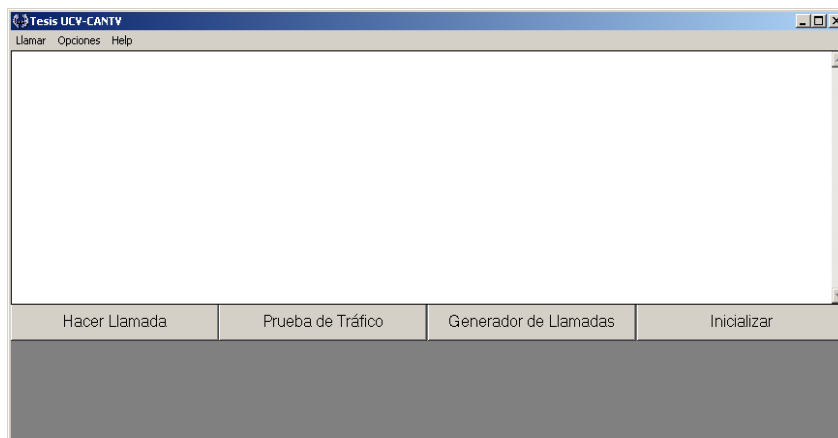 Tesis UCV-CANTV
Llamar Opciones Help
Hacer Llamada Prueba de Tráfico Generador de Llamadas Inicializar